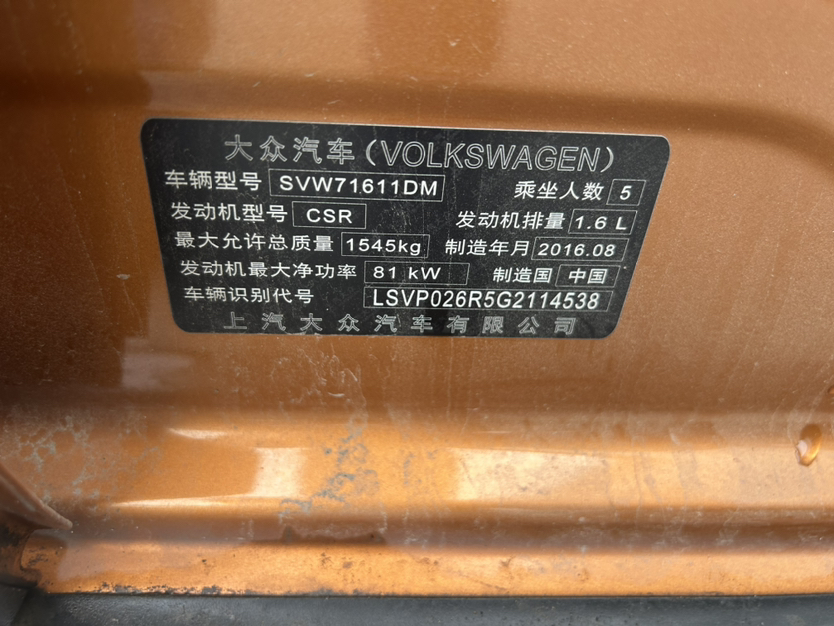 大众汽车(VOLKSWAGEN)
车辆型号 SVW71611DM 乘坐人数 5
发动机型号 CSR 发动机排量 1.6 L
最大允许总质量 1545kg 制造年月 2016.08
发动机最大净功率 81 kW 制造国 中国
车辆识别代号 LSVP026R5G2114538
上汽大众汽车有限公司